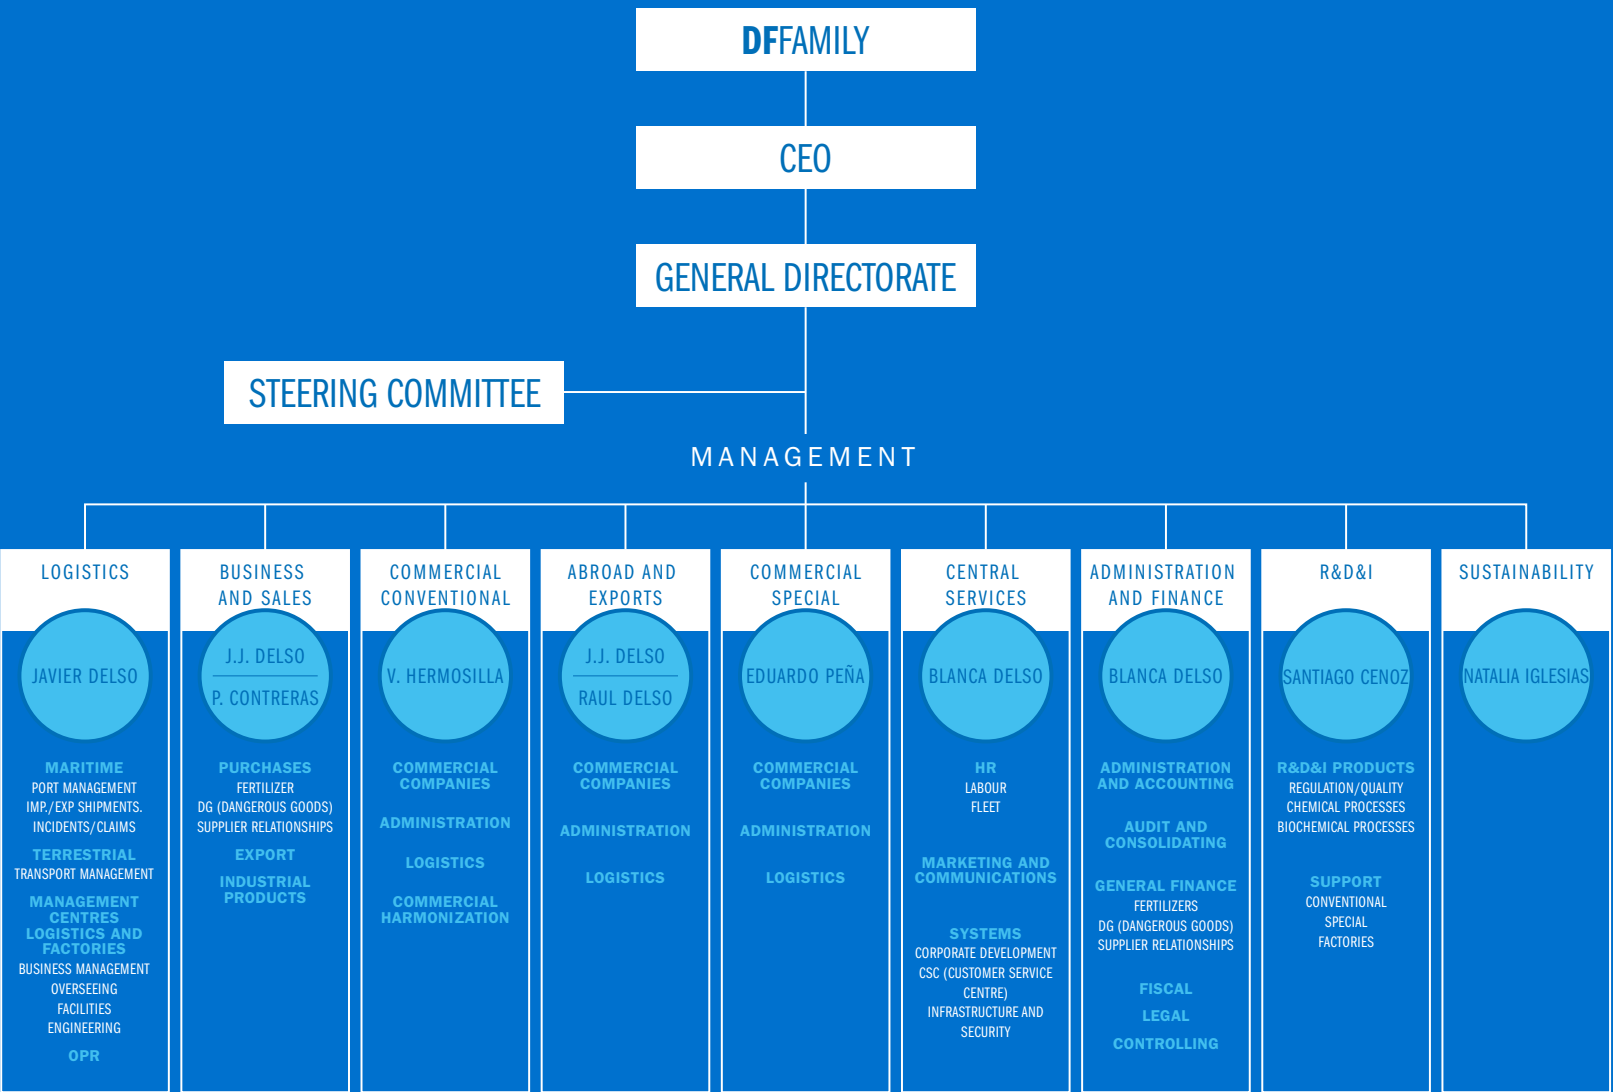 DFFAMILY
CEO
GENERAL DIRECTORATE
STEERING COMMITTEE
MANAGEMENT
LOGISTICS
JAVIER DELSO
MARITIME
PORT MANAGEMENT
IMP./EXP SHIPMENTS.
INCIDENTS/CLAIMS
TERRESTRIAL
TRANSPORT MANAGEMENT
MANAGEMENT
CENTRES
LOGISTICS AND
FACTORIES
BUSINESS MANAGEMENT
OVERSEEING
FACILITIES
ENGINEERING
OPR
BUSINESS
AND SALES
J.J. DELSO
P. CONTRERAS
PURCHASES
FERTILIZER
DG (DANGEROUS GOODS)
SUPPLIER RELATIONSHIPS
EXPORT
INDUSTRIAL
PRODUCTS
COMMERCIAL
CONVENTIONAL
V. HERMOSILLA
COMMERCIAL
COMPANIES
ADMINISTRATION
LOGISTICS
COMMERCIAL
HARMONIZATION
ABROAD AND
EXPORTS
J.J. DELSO
RAUL DELSO
COMMERCIAL
COMPANIES
ADMINISTRATION
LOGISTICS
COMMERCIAL
SPECIAL
EDUARDO PEÑA
COMMERCIAL
COMPANIES
ADMINISTRATION
LOGISTICS
CENTRAL
SERVICES
BLANCA DELSO
HR
LABOUR
FLEET
MARKETING AND
COMMUNICATIONS
SYSTEMS
CORPORATE DEVELOPMENT
CSC (CUSTOMER SERVICE
CENTRE)
INFRASTRUCTURE AND
SECURITY
ADMINISTRATION
AND FINANCE
BLANCA DELSO
ADMINISTRATION
AND ACCOUNTING
AUDIT AND
CONSOLIDATING
GENERAL FINANCE
FERTILIZERS
DG (DANGEROUS GOODS)
SUPPLIER RELATIONSHIPS
FISCAL
LEGAL
CONTROLLING
R&D&I
SANTIAGO CENOZ
R&D&I PRODUCTS
REGULATION/QUALITY
CHEMICAL PROCESSES
BIOCHEMICAL PROCESSES
SUPPORT
CONVENTIONAL
SPECIAL
FACTORIES
SUSTAINABILITY
NATALIA IGLESIAS